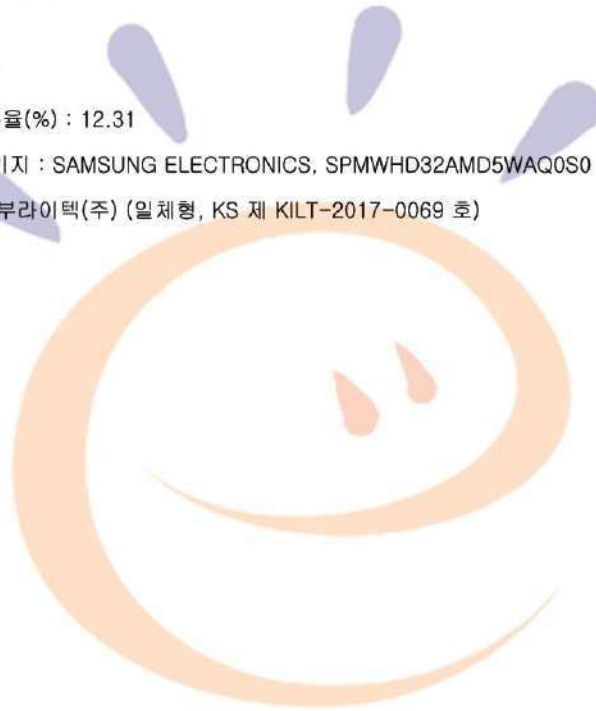 율(%) : 12.31
기지 : SAMSUNG ELECTRONICS, SPMWHD32AMD5WAQ0S0
부라이텍(주) (일체형, KS 제 KILT-2017-0069 호)